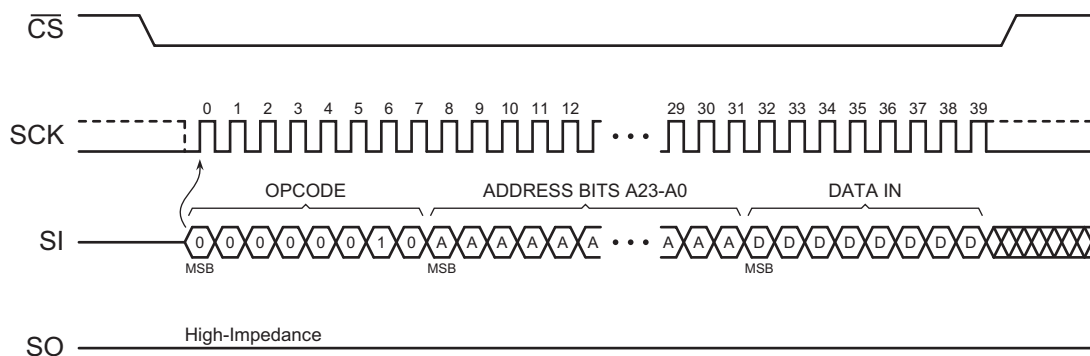 CS
SCK
0 1 2 3 4 5 6 7 8 9 10 11 12 29 30 31 32 33 34 35 36 37 38 39
OPCODE ADDRESS BITS A23-A0 DATA IN
SI
0 0 0 0 0 0 1 0 A A A A A A A A A D D D D D D D D
MSB MSB MSB
High-Impedance
SO